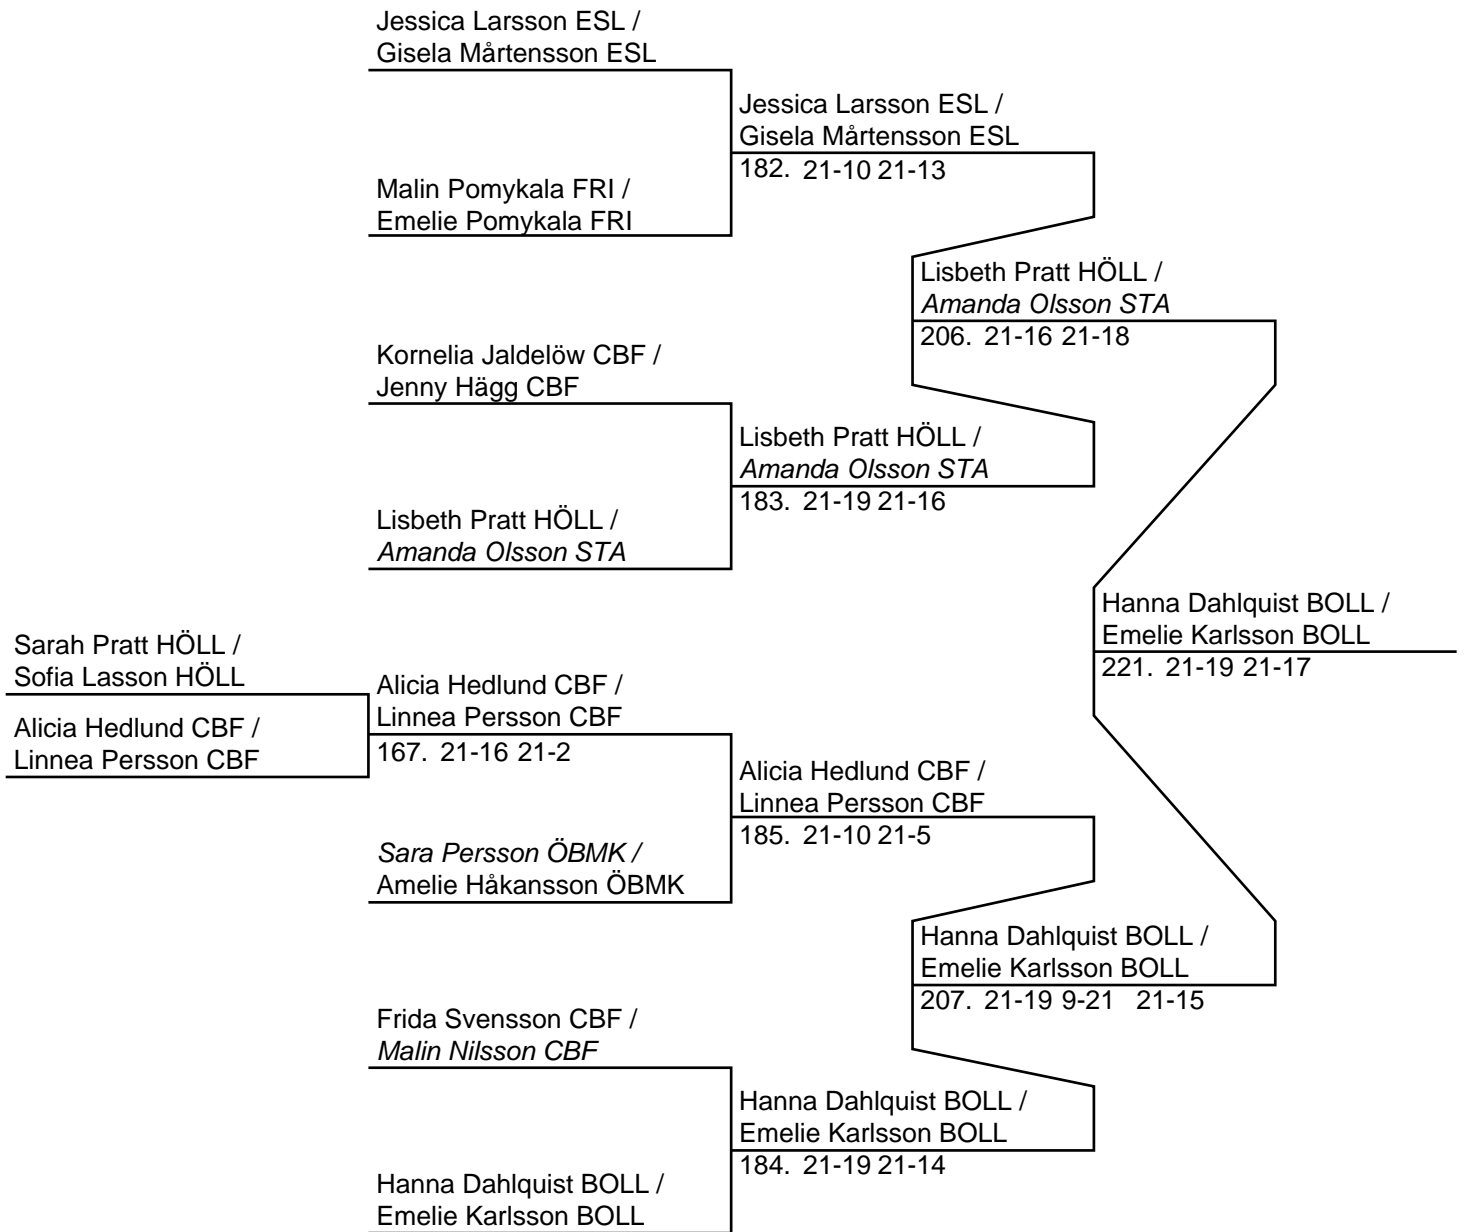 Jessica Larsson ESL /
Gisela Mårtensson ESL
Jessica Larsson ESL /
Gisela Mårtensson ESL
182. 21-10 21-13
Malin Pomykala FRI /
Emelie Pomykala FRI
Lisbeth Pratt HÖLL /
Amanda Olsson STA
206. 21-16 21-18
Kornelia Jaldelöw CBF /
Jenny Hägg CBF
Lisbeth Pratt HÖLL /
Amanda Olsson STA
183. 21-19 21-16
Lisbeth Pratt HÖLL /
Amanda Olsson STA
Hanna Dahlquist BOLL /
Emelie Karlsson BOLL
221. 21-19 21-17
Sarah Pratt HÖLL /
Sofia Lasson HÖLL
Alicia Hedlund CBF /
Linnea Persson CBF
167. 21-16 21-2
Alicia Hedlund CBF /
Linnea Persson CBF
Alicia Hedlund CBF /
Linnea Persson CBF
185. 21-10 21-5
Sara Persson ÖBMK /
Amelie Håkansson ÖBMK
Hanna Dahlquist BOLL /
Emelie Karlsson BOLL
207. 21-19 9-21 21-15
Frida Svensson CBF /
Malin Nilsson CBF
Hanna Dahlquist BOLL /
Emelie Karlsson BOLL
184. 21-19 21-14
Hanna Dahlquist BOLL /
Emelie Karlsson BOLL